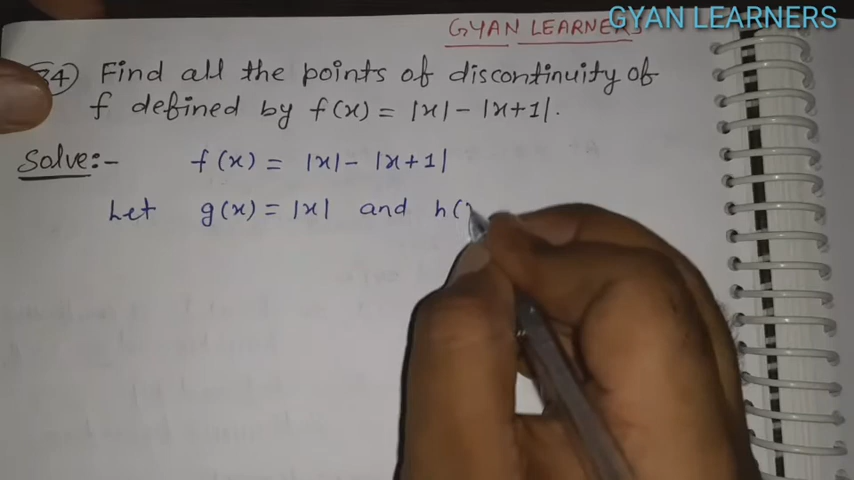 GYAN LEARNERS
GYAN LEARNERS
34) Find all the points of discontinuity of
f defined by f(x) = |x| - |x+1|.
Solve:- f(x) = |x| - |x+1|
Let g(x) = |x| and h(